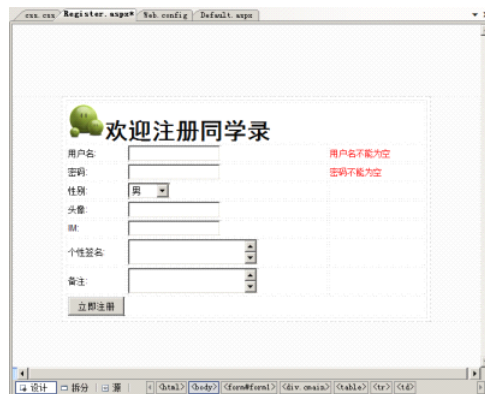 css.css Register.aspx* Web.config Default.aspx
欢迎注册同学录
用户名: 用户名不能为空
密码: 密码不能为空
性别: 男
头像:
IM:
个性签名:
备注:
立即注册
设计 拆分 源 <html> <body> <form#form1> <div.omain> <table> <tr> <td>